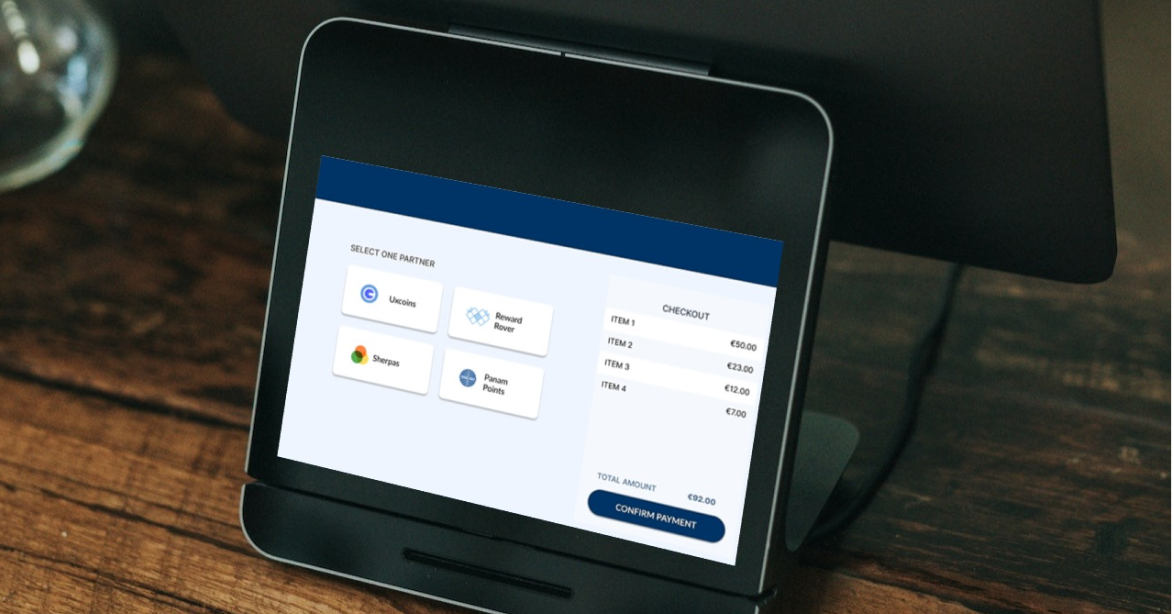 SELECT ONE PARTNER
Uxcoins
Reward
Rover
Sherpas
Panam
Points
CHECKOUT
ITEM 1 €50.00
ITEM 2 €23.00
ITEM 3 €12.00
ITEM 4 €7.00
TOTAL AMOUNT €92.00
CONFIRM PAYMENT